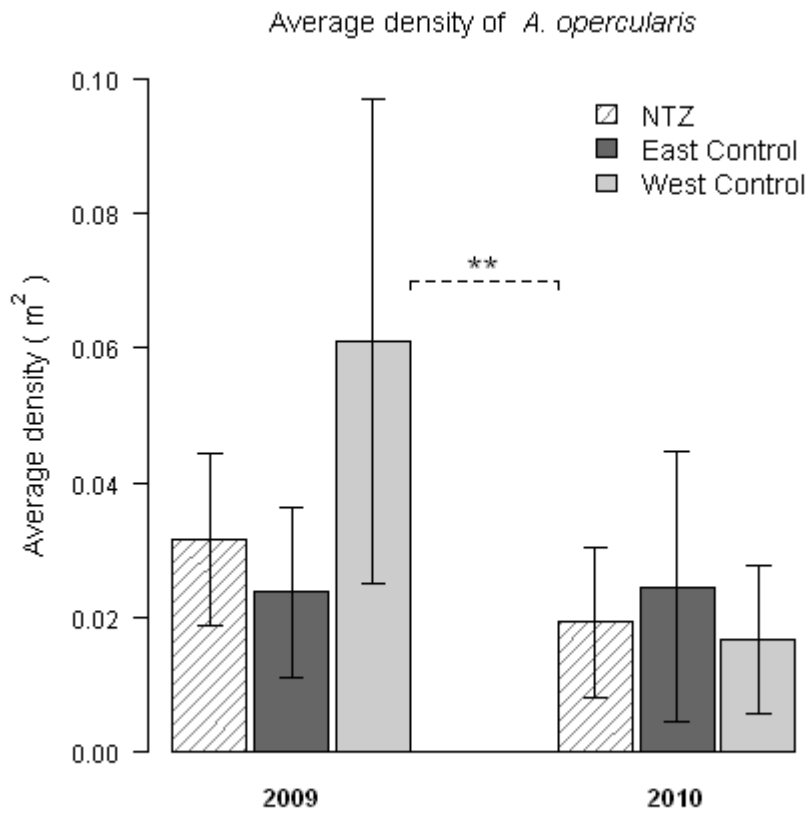 Average density of A. opercularis
NTZ
East Control
West Control
**
Average density ( m²)
0.10
0.08
0.06
0.04
0.02
0.00
2009 2010